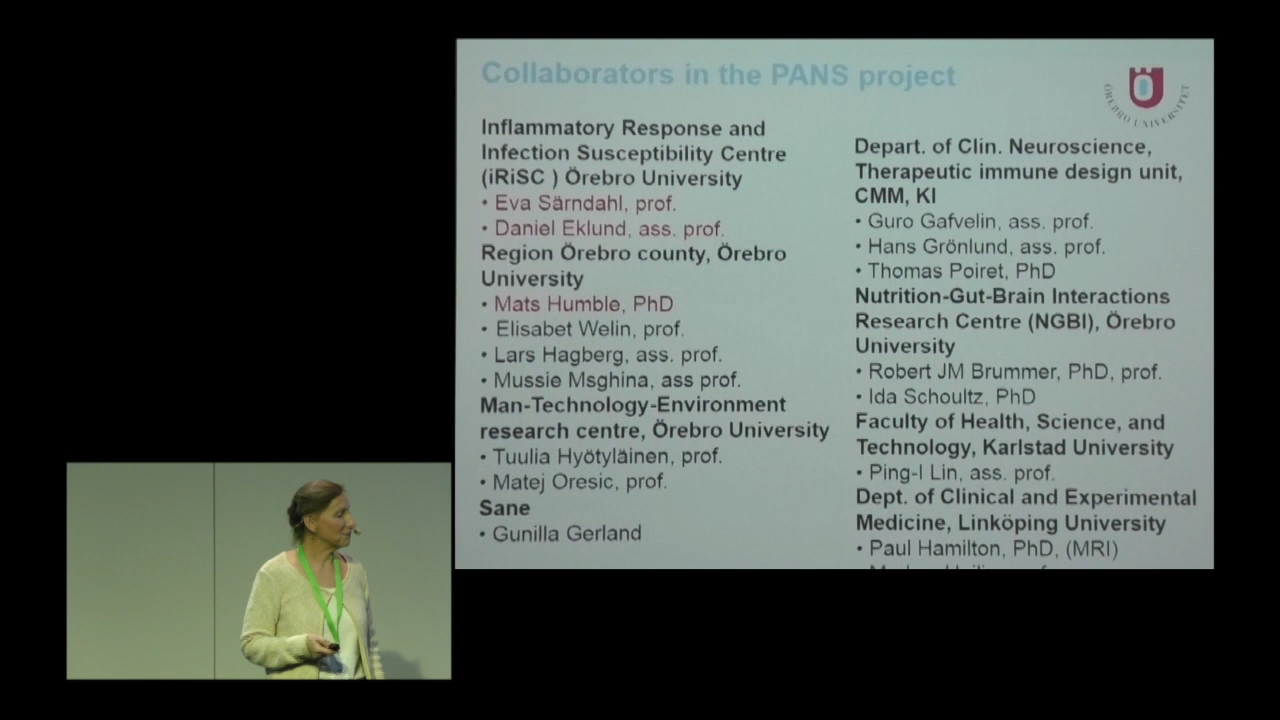 Collaborators in the PANS project
ÖREBRO UNIVERSITET
Inflammatory Response and
Infection Susceptibility Centre
(iRiSC ) Örebro University
• Eva Särndahl, prof.
• Daniel Eklund, ass. prof.
Region Örebro county, Örebro
University
• Mats Humble, PhD
• Elisabet Welin, prof.
• Lars Hagberg, ass. prof.
• Mussie Msghina, ass prof.
Man-Technology-Environment
research centre, Örebro University
• Tuulia Hyötyläinen, prof.
• Matej Oresic, prof.
Sane
• Gunilla Gerland
Depart. of Clin. Neuroscience,
Therapeutic immune design unit,
CMM, KI
• Guro Gafvelin, ass. prof.
• Hans Grönlund, ass. prof.
• Thomas Poiret, PhD
Nutrition-Gut-Brain Interactions
Research Centre (NGBI), Örebro
University
• Robert JM Brummer, PhD, prof.
• Ida Schoultz, PhD
Faculty of Health, Science, and
Technology, Karlstad University
• Ping-I Lin, ass. prof.
Dept. of Clinical and Experimental
Medicine, Linköping University
• Paul Hamilton, PhD, (MRI)